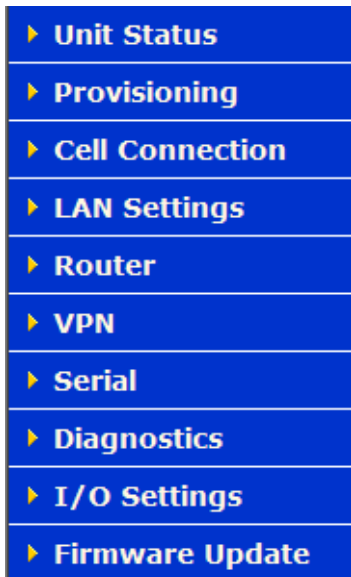 Unit Status
Provisioning
Cell Connection
LAN Settings
Router
VPN
Serial
Diagnostics
I/O Settings
Firmware Update